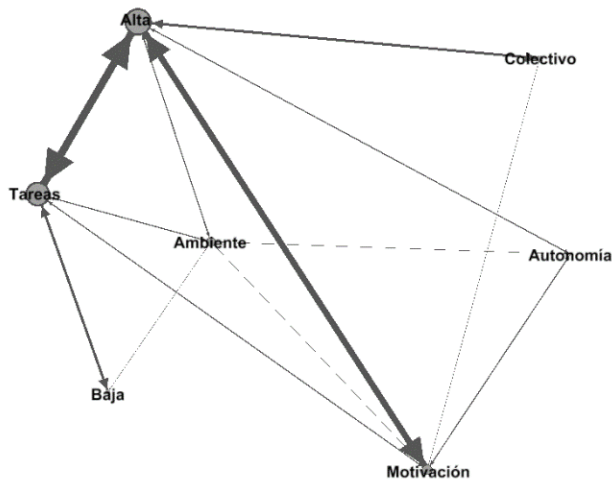 Alta
Colectivo
Tareas
Ambiente
Autonomía
Baja
Motivación